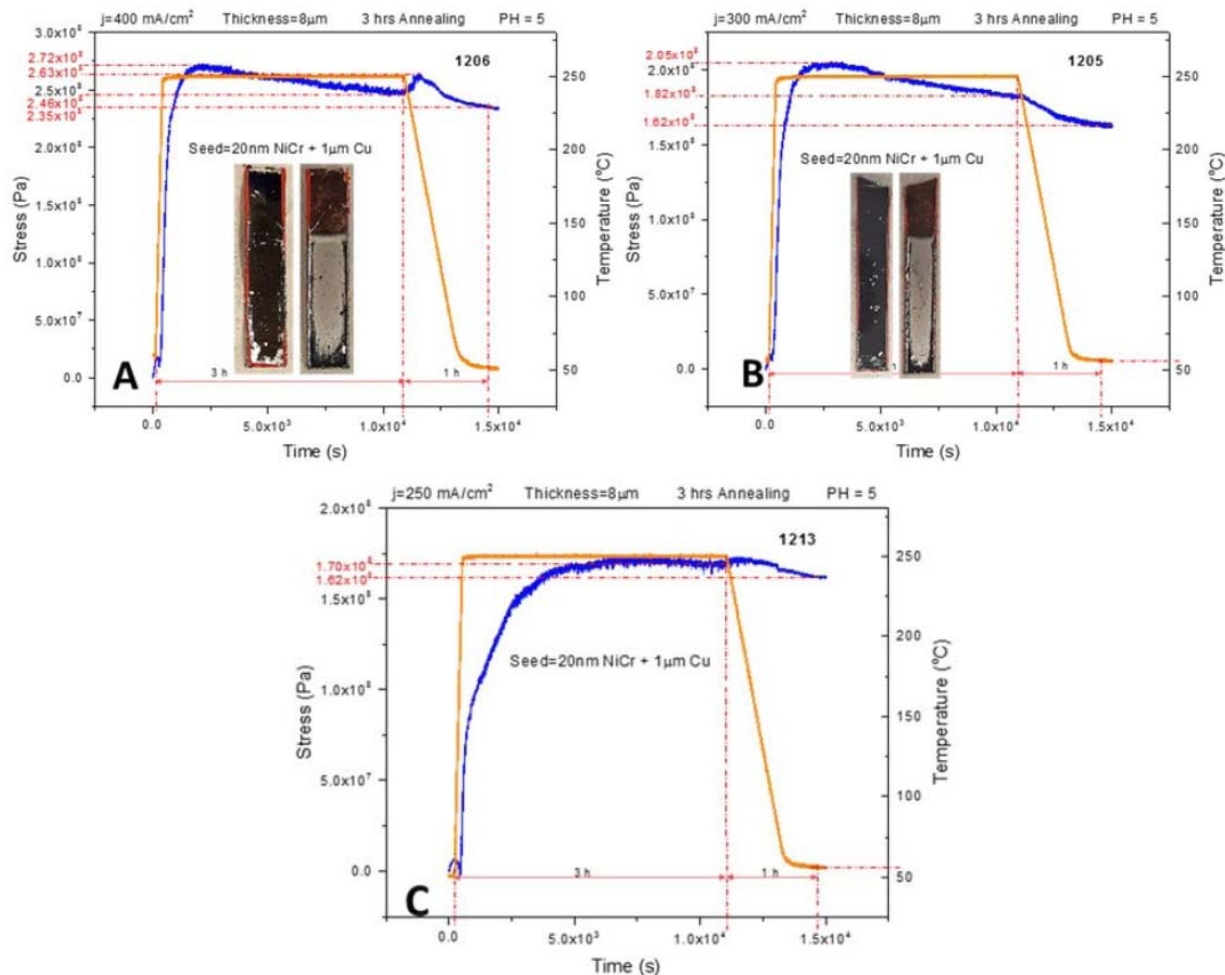 j=400 mA/cm² Thickness=8µm 3 hrs Annealing PH = 5
1206
3.0x10⁸
2.72x10⁸
2.63x10⁸
2.5x10⁸
2.46x10⁸
2.35x10⁸
2.0x10⁸
1.5x10⁸
1.0x10⁸
5.0x10⁷
0.0
Stress (Pa)
Seed=20nm NiCr + 1µm Cu
250
200
150
100
50
Temperature (°C)
A
3 h
1 h
0.0 5.0x10³ 1.0x10⁴ 1.5x10⁴
Time (s)
j=300 mA/cm² Thickness=8µm 3 hrs Annealing PH = 5
1205
2.05x10⁸
2.0x10⁸
1.82x10⁸
1.62x10⁸
1.5x10⁸
1.0x10⁸
5.0x10⁷
0.0
Stress (Pa)
Seed=20nm NiCr + 1µm Cu
250
200
150
100
50
Temperature (°C)
B
1 h
0.0 5.0x10³ 1.0x10⁴ 1.5x10⁴
Time (s)
j=250 mA/cm² Thickness=8µm 3 hrs Annealing PH = 5
1213
2.0x10⁸
1.70x10⁸
1.62x10⁸
1.5x10⁸
1.0x10⁸
5.0x10⁷
0.0
Stress (Pa)
Seed=20nm NiCr + 1µm Cu
250
200
150
100
50
Temperature (°C)
C
3 h
1 h
0.0 5.0x10³ 1.0x10⁴ 1.5x10⁴
Time (s)